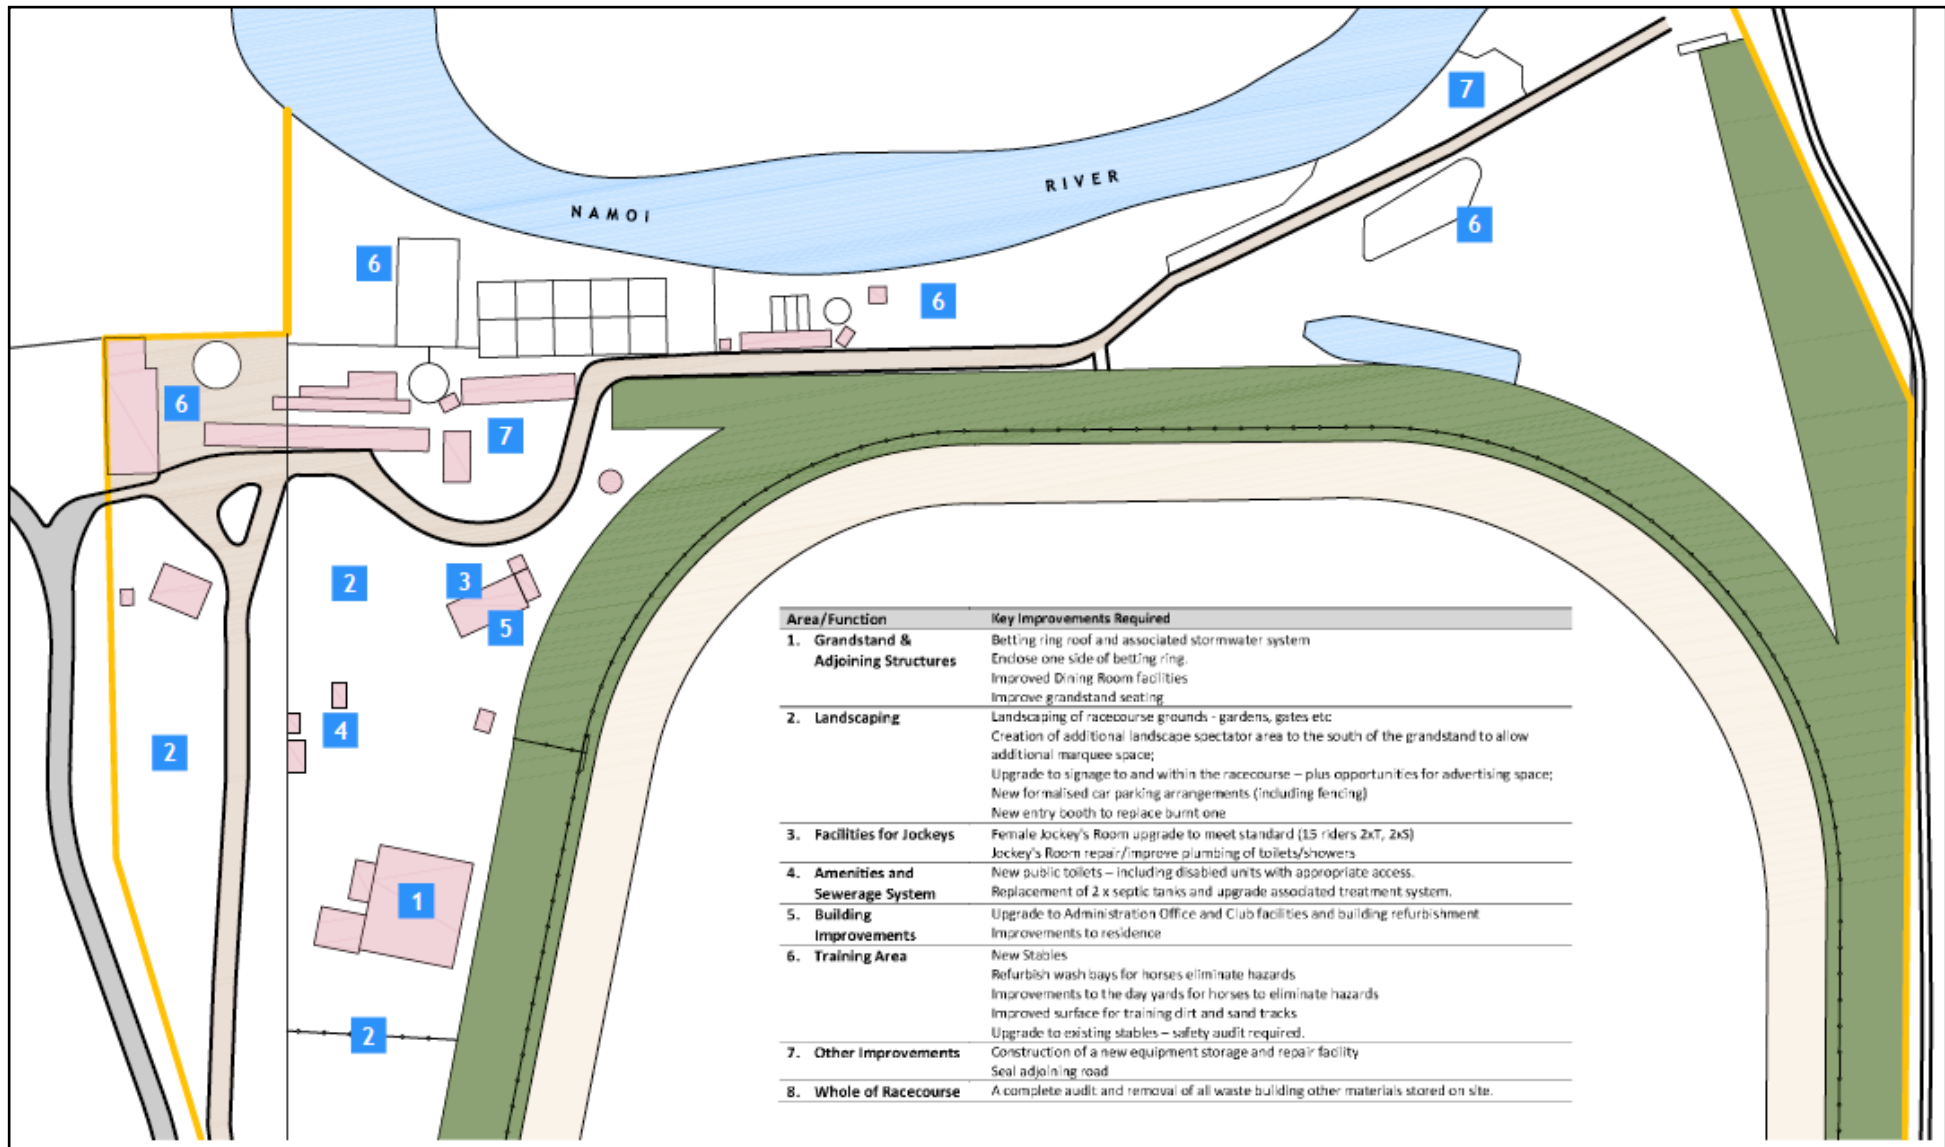 7
NAMOI
RIVER
6
6
6
6
7
2
3
5
4
2
1
2
Area/Function Key Improvements Required
1. Grandstand & Betting ring roof and associated stormwater system
Adjoining Structures Enclose one side of betting ring.
Improved Dining Room facilities
Improve grandstand seating
2. Landscaping Landscaping of racecourse grounds - gardens, gates etc
Creation of additional landscape spectator area to the south of the grandstand to allow
additional marquee space;
Upgrade to signage to and within the racecourse – plus opportunities for advertising space;
New formalised car parking arrangements (including fencing)
New entry booth to replace burnt one
3. Facilities for Jockeys Female Jockey's Room upgrade to meet standard (15 riders 2xT, 2xS)
Jockey's Room repair/improve plumbing of toilets/showers
4. Amenities and New public toilets – including disabled units with appropriate access.
Sewerage System Replacement of 2 x septic tanks and upgrade associated treatment system.
5. Building Upgrade to Administration Office and Club facilities and building refurbishment
Improvements Improvements to residence
6. Training Area New Stables
Refurbish wash bays for horses eliminate hazards
Improvements to the day yards for horses to eliminate hazards
Improved surface for training dirt and sand tracks
Upgrade to existing stables – safety audit required.
7. Other Improvements Construction of a new equipment storage and repair facility
Seal adjoining road
8. Whole of Racecourse A complete audit and removal of all waste building other materials stored on site.